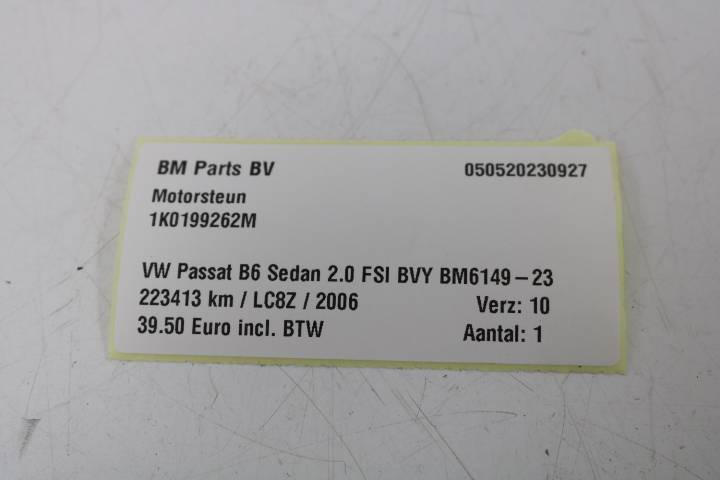 BM Parts BV 050520230927
Motorsteun
1K0199262M
VW Passat B6 Sedan 2.0 FSI BVY BM6149-23
223413 km / LC8Z / 2006 Verz: 10
39.50 Euro incl. BTW Aantal: 1